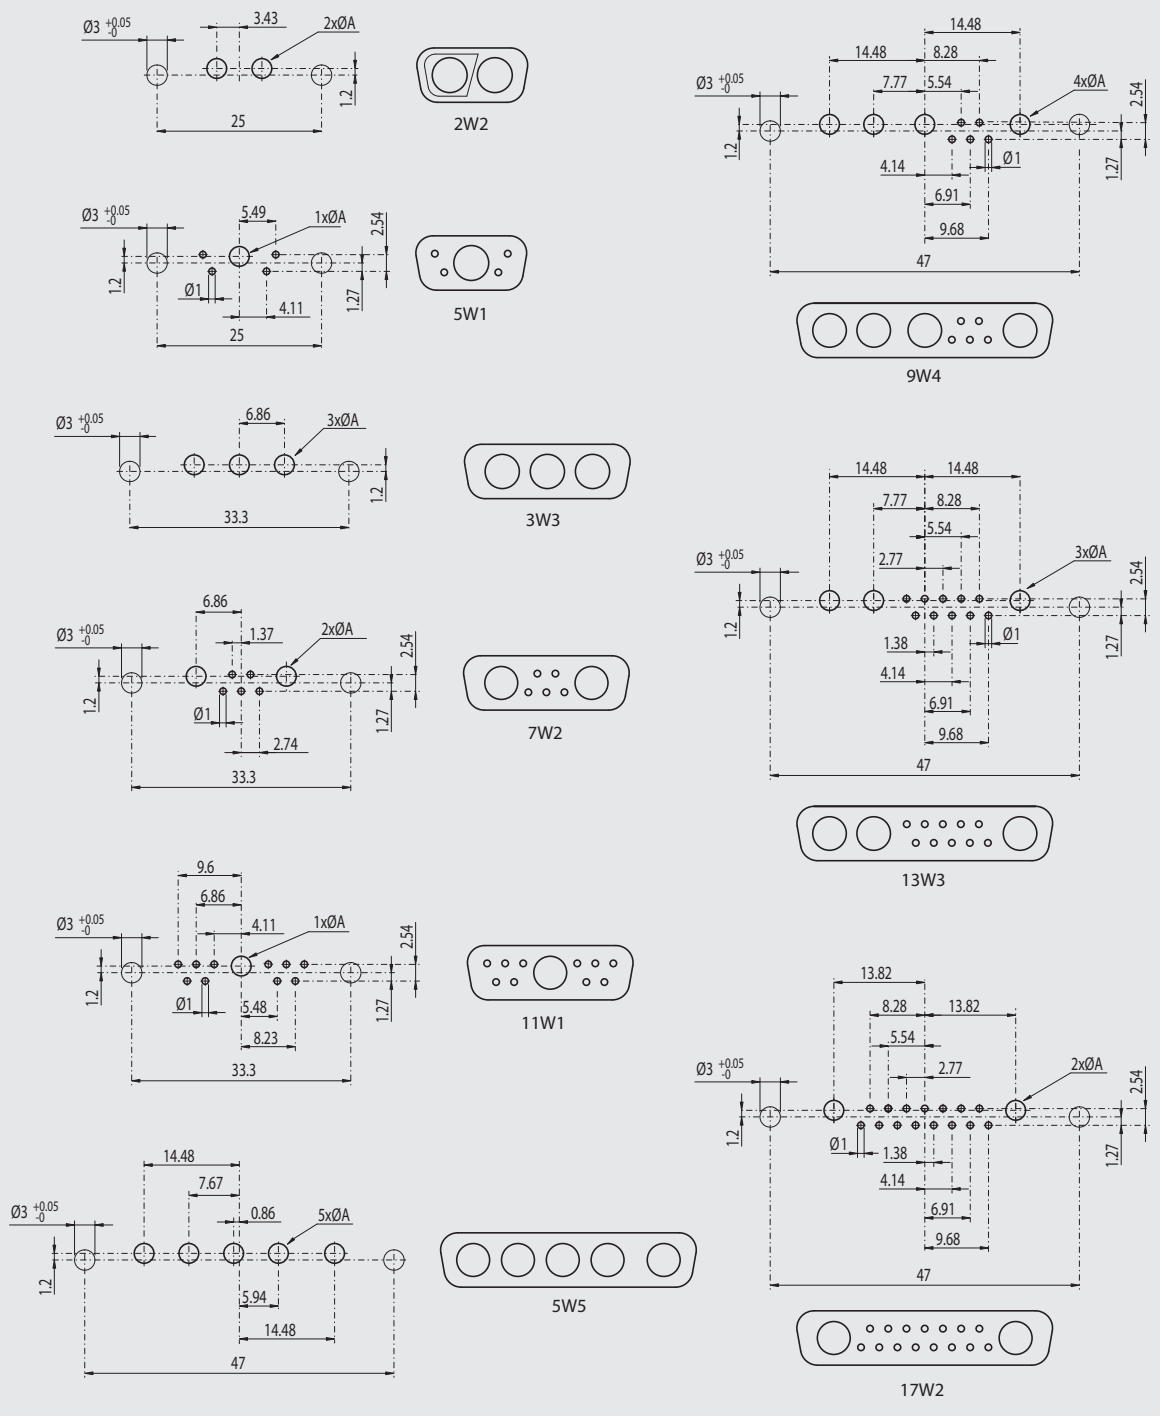 3.43
Ø3 +0.05 -0
2xØA
1.2
25
2W2
Ø3 +0.05 -0
5.49
1xØA
2.54
1.2
Ø1
1.27
4.11
25
5W1
Ø3 +0.05 -0
6.86
3xØA
1.2
33.3
3W3
6.86
Ø3 +0.05 -0
1.37
2xØA
2.54
1.2
Ø1
1.27
2.74
33.3
7W2
9.6
6.86
Ø3 +0.05 -0
4.11
1xØA
2.54
1.2
Ø1
5.48
1.27
8.23
33.3
11W1
14.48
7.67
Ø3 +0.05 -0
0.86
5xØA
1.2
5.94
14.48
47
5W5
14.48
14.48
8.28
Ø3 +0.05 -0
7.77
5.54
4xØA
2.54
1.2
4.14
Ø1
1.27
6.91
9.68
47
9W4
14.48
14.48
7.77
8.28
5.54
Ø3 +0.05 -0
2.77
3xØA
2.54
1.2
1.38
Ø1
1.27
4.14
6.91
9.68
47
13W3
13.82
8.28
13.82
5.54
Ø3 +0.05 -0
2.77
2xØA
2.54
1.2
Ø1
1.38
1.27
4.14
6.91
9.68
47
17W2